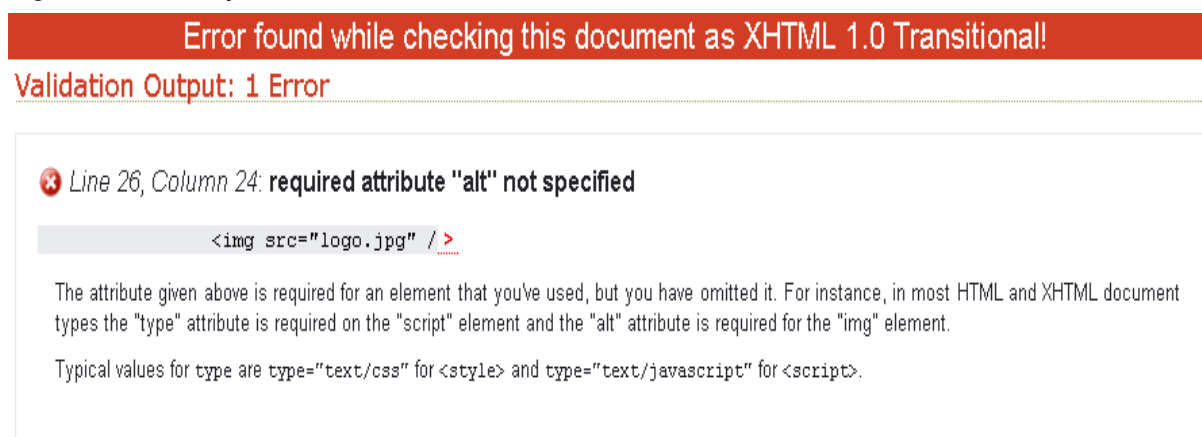 Error found while checking this document as XHTML 1.0 Transitional!
Validation Output: 1 Error
Line 26, Column 24: required attribute "alt" not specified
<img src="logo.jpg" />
The attribute given above is required for an element that you've used, but you have omitted it. For instance, in most HTML and XHTML document
types the "type" attribute is required on the "script" element and the "alt" attribute is required for the "img" element.
Typical values for type are type="text/css" for <style> and type="text/javascript" for <script>.